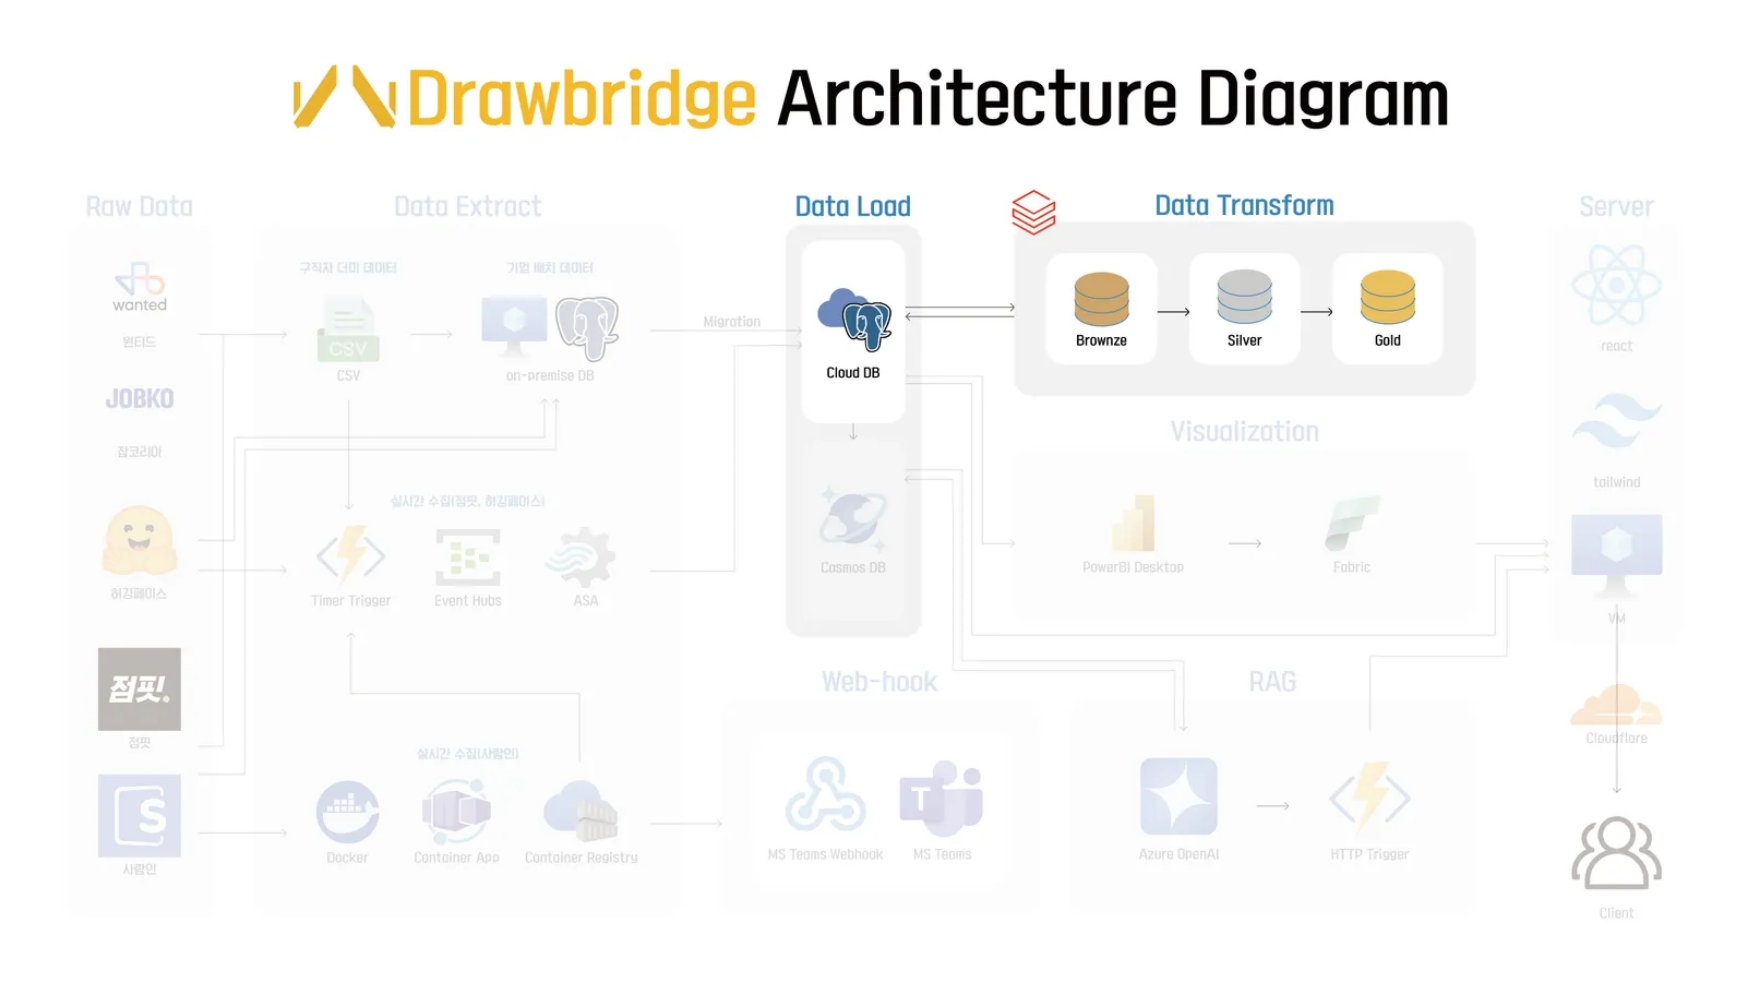 Drawbridge Architecture Diagram
Raw Data
Data Extract
Data Load
Data Transform
Server
wanted
원티드
JOBKO
잡코리아
허깅페이스
점핏.
점핏
S
사람인
구직자 더미 데이터
기업 배치 데이터
CSV
CSV
on-premise DB
Migration
실시간 수집(점핏, 허깅페이스)
Timer Trigger
Event Hubs
ASA
실시간 수집(사람인)
Docker
Container App
Container Registry
Cloud DB
Cosmos DB
Brownze
Silver
Gold
Visualization
PowerBI Desktop
Fabric
Web-hook
T
MS Teams Webhook
MS Teams
RAG
Azure OpenAI
HTTP Trigger
react
tailwind
VM
Cloudflare
Client